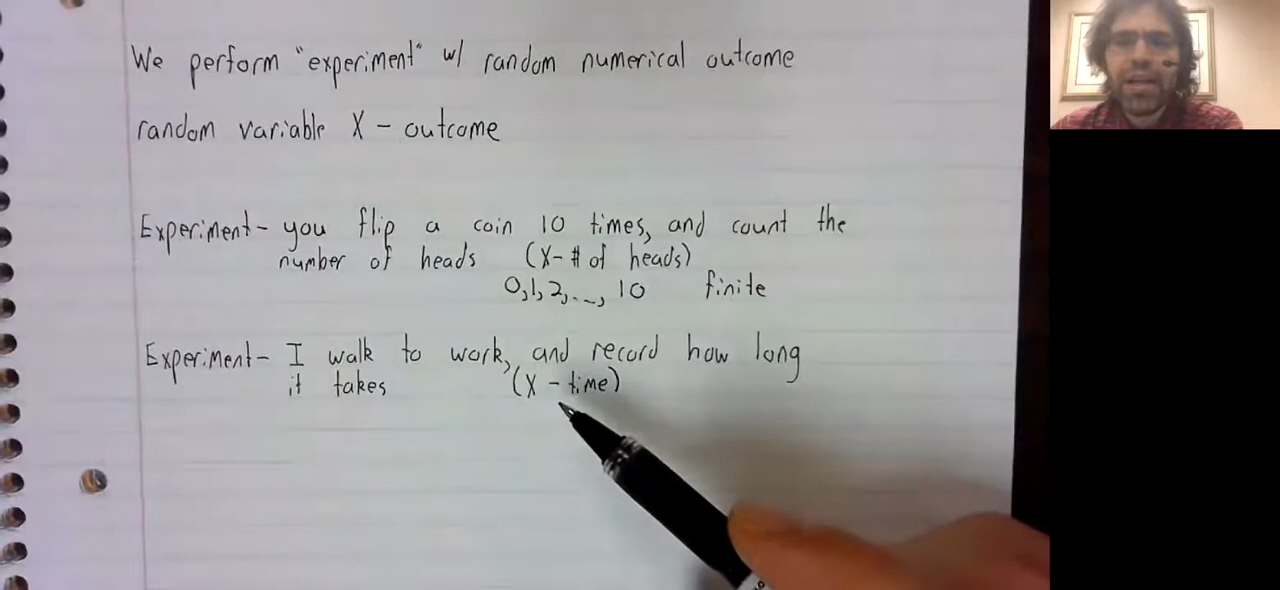 We perform "experiment" w/ random numerical outcome
random variable X - outcome
Experiment - you flip a coin 10 times, and count the
number of heads (X - # of heads)
0, 1, 2, ..., 10 finite
Experiment - I walk to work, and record how long
it takes (X - time)